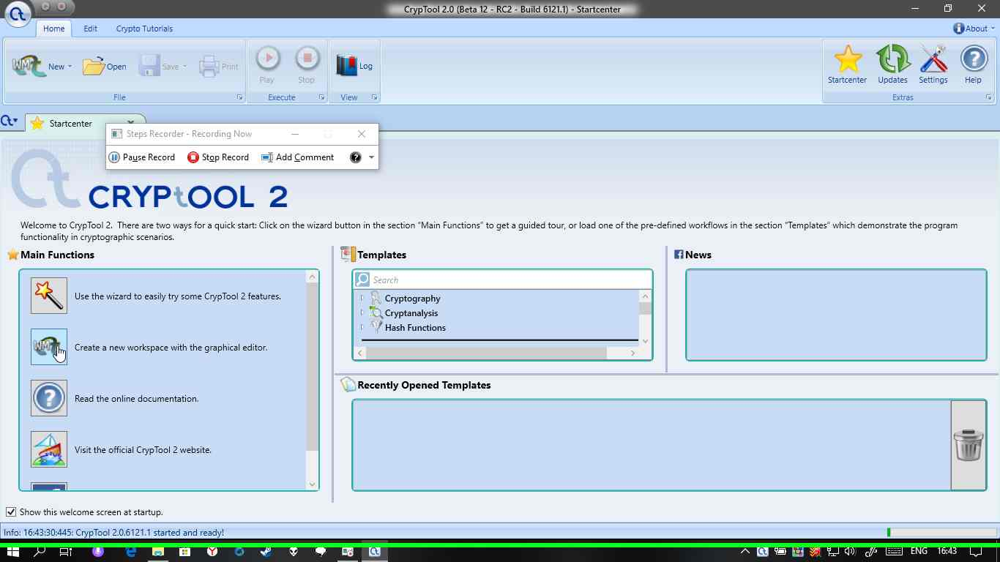 CrypTool 2.0 (Beta 12 - RC2 - Build 6121.1) - Startcenter
Home Edit Crypto Tutorials About
New Open Save Print Play Stop Log Startcenter Updates Settings Help
File Execute View Extras
Startcenter
Steps Recorder - Recording Now
Pause Record Stop Record Add Comment
CRYPtOOL 2
Welcome to CrypTool 2. There are two ways for a quick start: Click on the wizard button in the section "Main Functions" to get a guided tour, or load one of the pre-defined workflows in the section "Templates" which demonstrate the program
functionality in cryptographic scenarios.
Main Functions
Use the wizard to easily try some CrypTool 2 features.
Create a new workspace with the graphical editor.
Read the online documentation.
Visit the official CrypTool 2 website.
Templates
Search
Cryptography
Cryptanalysis
Hash Functions
News
Recently Opened Templates
Show this welcome screen at startup.
Info: 16:43:30:445: CrypTool 2.0.6121.1 started and ready!
ENG 16:43